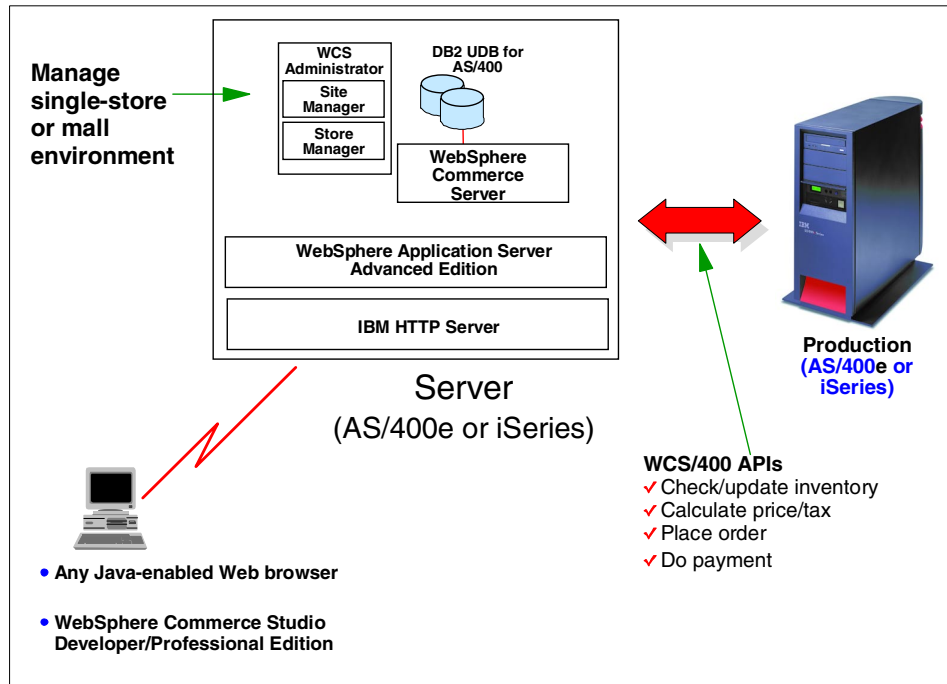 Manage
single-store
or mall
environment
WCS
Administrator
Site
Manager
Store
Manager
DB2 UDB for
AS/400
WebSphere
Commerce
Server
WebSphere Application Server
Advanced Edition
IBM HTTP Server
Server
(AS/400e or iSeries)
IBM
Production
(AS/400e or
iSeries)
WCS/400 APIs
Check/update inventory
Calculate price/tax
Place order
Do payment
Any Java-enabled Web browser
WebSphere Commerce Studio
Developer/Professional Edition